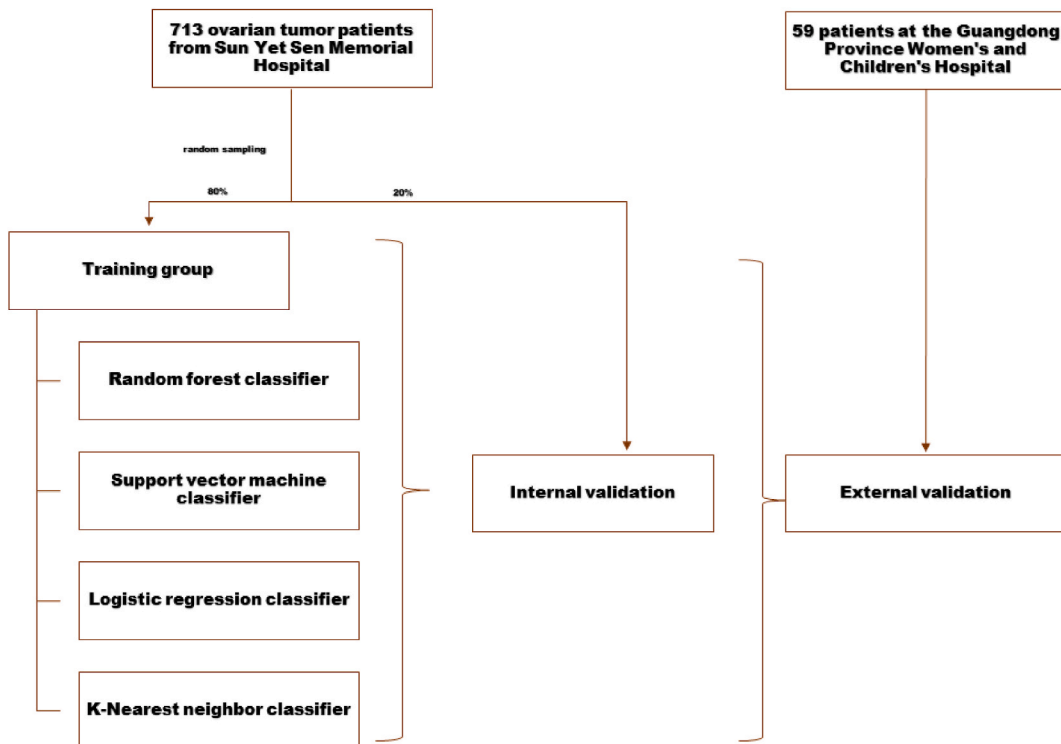 713 ovarian tumor patients
from Sun Yet Sen Memorial
Hospital
59 patients at the Guangdong
Province Women's and
Children's Hospital
random sampling
80%
20%
Training group
Random forest classifier
Support vector machine
classifier
Internal validation
External validation
Logistic regression classifier
K-Nearest neighbor classifier